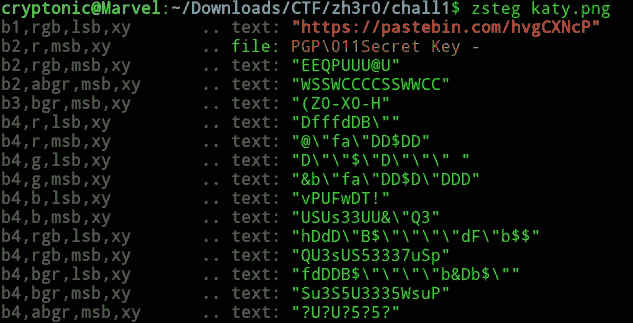 cryptonic@Marvel:~/Downloads/CTF/zh3r0/chall1$ zsteg katy.png
b1,rgb,lsb,xy .. text: "https://pastebin.com/hvgCXNcP"
b2,r,msb,xy .. file: PGP\011Secret Key -
b2,rgb,msb,xy .. text: "EEQPUUU@U"
b2,abgr,msb,xy .. text: "WSSWCCCCSSWWCC"
b3,bgr,msb,xy .. text: "(Z0-X0-H"
b4,r,lsb,xy .. text: "DfffdDB\""
b4,r,msb,xy .. text: "@\"fa\"DD$DD"
b4,g,lsb,xy .. text: "D\"\"$\"D\"\"\" "
b4,g,msb,xy .. text: "&b\"fa\"DD$D\"DDD"
b4,b,lsb,xy .. text: "vPUFwDT!"
b4,b,msb,xy .. text: "USUs33UU&\"Q3"
b4,rgb,lsb,xy .. text: "hDdD\"B$\"\"\"\"dF\"b$$"
b4,rgb,msb,xy .. text: "QU3sUS53337uSp"
b4,bgr,lsb,xy .. text: "fdDDB$\"\"\"\"b&Db$\""
b4,bgr,msb,xy .. text: "Su3S5U3335WsuP"
b4,abgr,msb,xy .. text: "?U?U?5?5?"